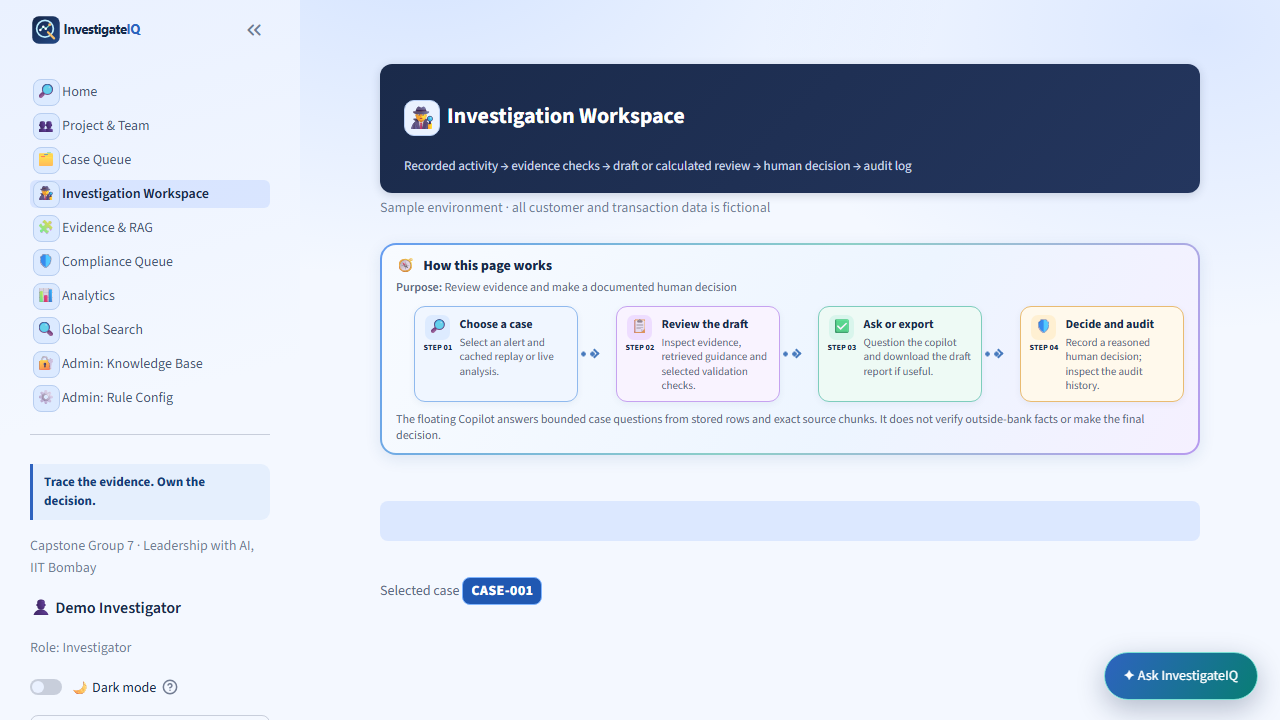 InvestigateIQ
Home
Project & Team
Case Queue
Investigation Workspace
Evidence & RAG
Compliance Queue
Analytics
Global Search
Admin: Knowledge Base
Admin: Rule Config
Trace the evidence. Own the
decision.
Capstone Group 7 · Leadership with AI,
IIT Bombay
Demo Investigator
Role: Investigator
Dark mode
Investigation Workspace
Recorded activity → evidence checks → draft or calculated review → human decision → audit log
Sample environment · all customer and transaction data is fictional
How this page works
Purpose: Review evidence and make a documented human decision
STEP 01
Choose a case
Select an alert and
cached replay or live
analysis.
STEP 02
Review the draft
Inspect evidence,
retrieved guidance and
selected validation
checks.
STEP 03
Ask or export
Question the copilot
and download the draft
report if useful.
STEP 04
Decide and audit
Record a reasoned
human decision;
inspect the audit
history.
The floating Copilot answers bounded case questions from stored rows and exact source chunks. It does not verify outside-bank facts or make the final
decision.
Selected case CASE-001
✦ Ask InvestigateIQ